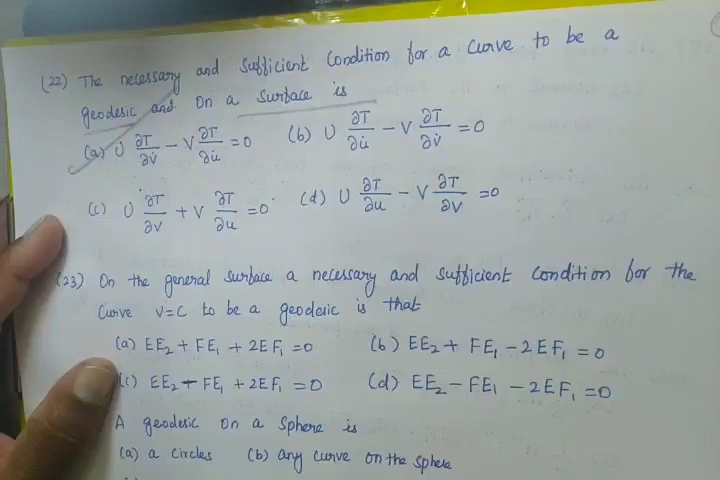 (22) The necessary and Sufficient Condition for a Curve to be a
geodesic and On a Surface is
(a) U ∂T/∂v̇ − V ∂T/∂u̇ = 0 (b) U ∂T/∂u̇ − V ∂T/∂v̇ = 0
(c) U ∂T/∂v + V ∂T/∂u = 0 (d) U ∂T/∂u − V ∂T/∂v = 0
(23) On the general surface a necessary and sufficient Condition for the
Curve v=c to be a geodesic is that
(a) EE₂ + FE₁ + 2EF₁ = 0 (b) EE₂ + FE₁ − 2EF₁ = 0
(c) EE₂ − FE₁ + 2EF₁ = 0 (d) EE₂ − FE₁ − 2EF₁ = 0
A geodesic On a Sphere is
(a) a Circles (b) any curve on the sphere